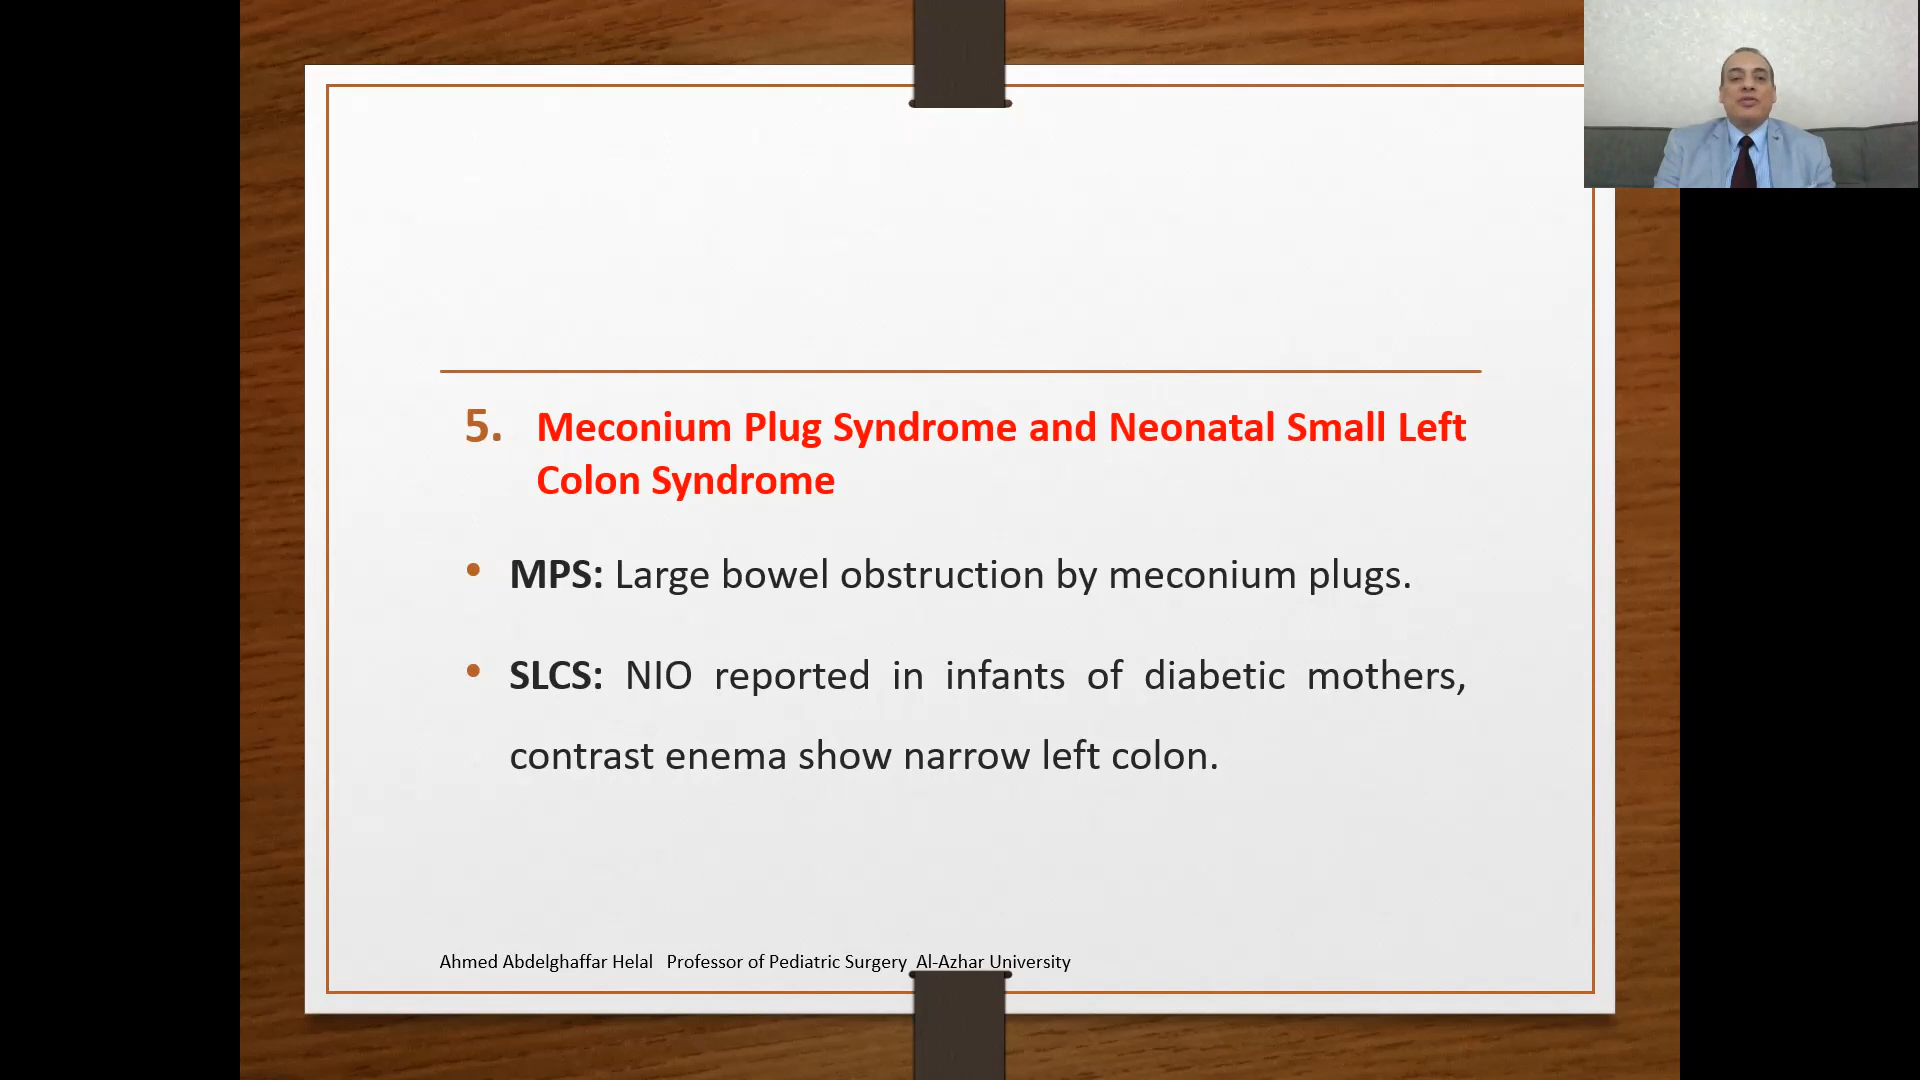 5. Meconium Plug Syndrome and Neonatal Small Left
Colon Syndrome
• MPS: Large bowel obstruction by meconium plugs.
• SLCS: NIO reported in infants of diabetic mothers,
contrast enema show narrow left colon.
Ahmed Abdelghaffar Helal Professor of Pediatric Surgery Al-Azhar University